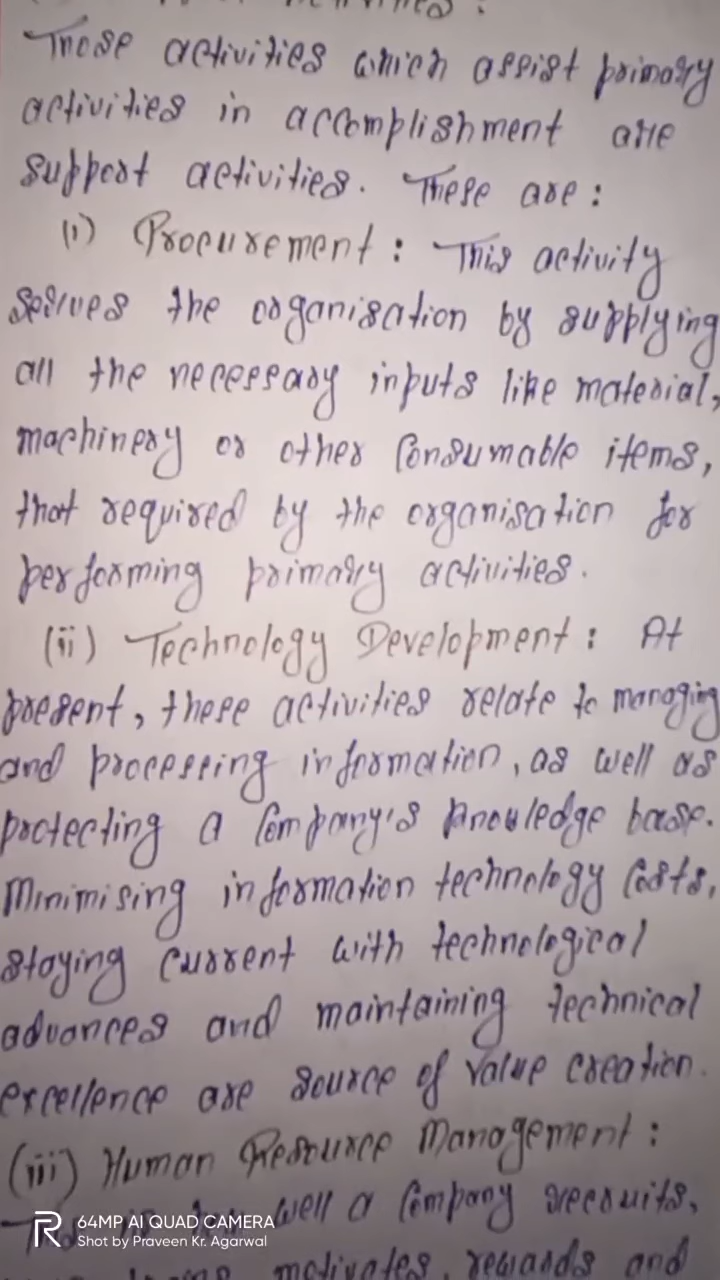 Those activities which assist primary
activities in accomplishment are
support activities. These are:
(i) Procurement: This activity
serves the organisation by supplying
all the necessary inputs like material,
machinery or other consumable items,
that required by the organisation for
performing primary activities.
(ii) Technology Development: At
present, these activities relate to managing
and processing information, as well as
protecting a company's knowledge base.
Minimising information technology costs,
staying current with technological
advances and maintaining technical
excellence are source of value creation.
(iii) Human Resource Management:
well a company recruits,
motivates, rewards and
64MP AI QUAD CAMERA
Shot by Praveen Kr. Agarwal